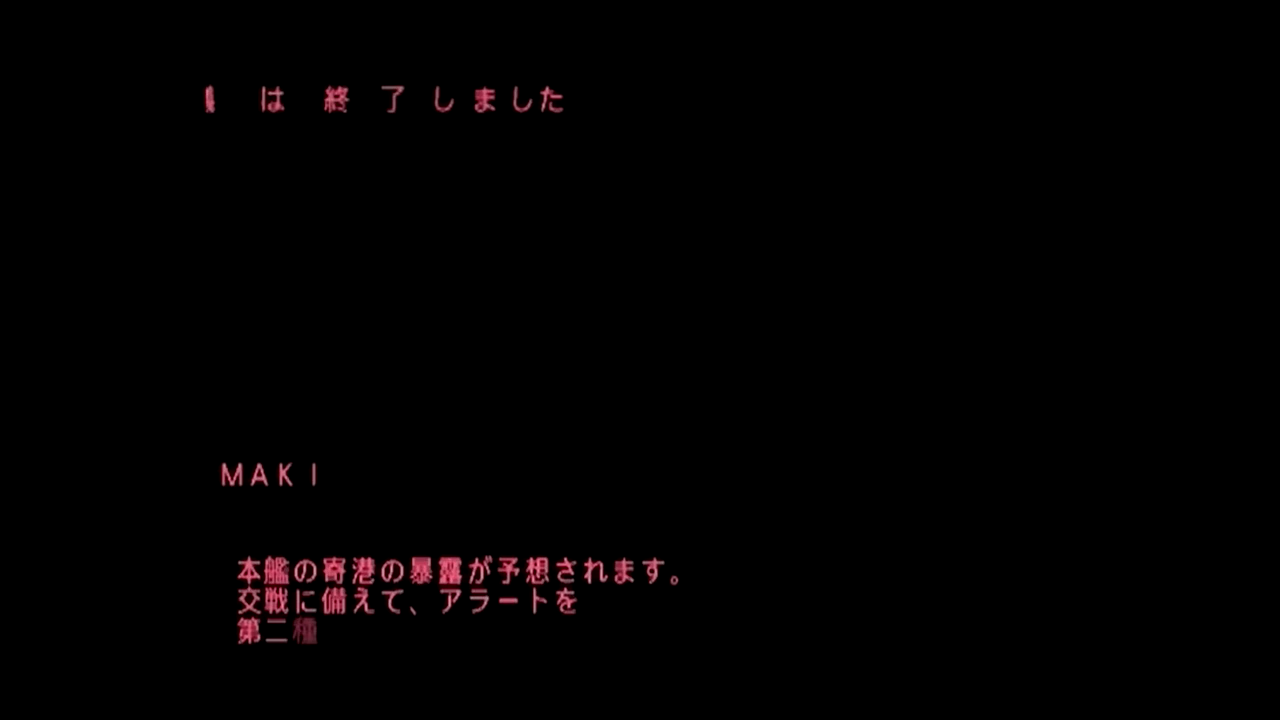 は 終 了 し ま し た
MAKI
本艦の寄港の暴露が予想されます。
交戦に備えて、アラートを
第二種